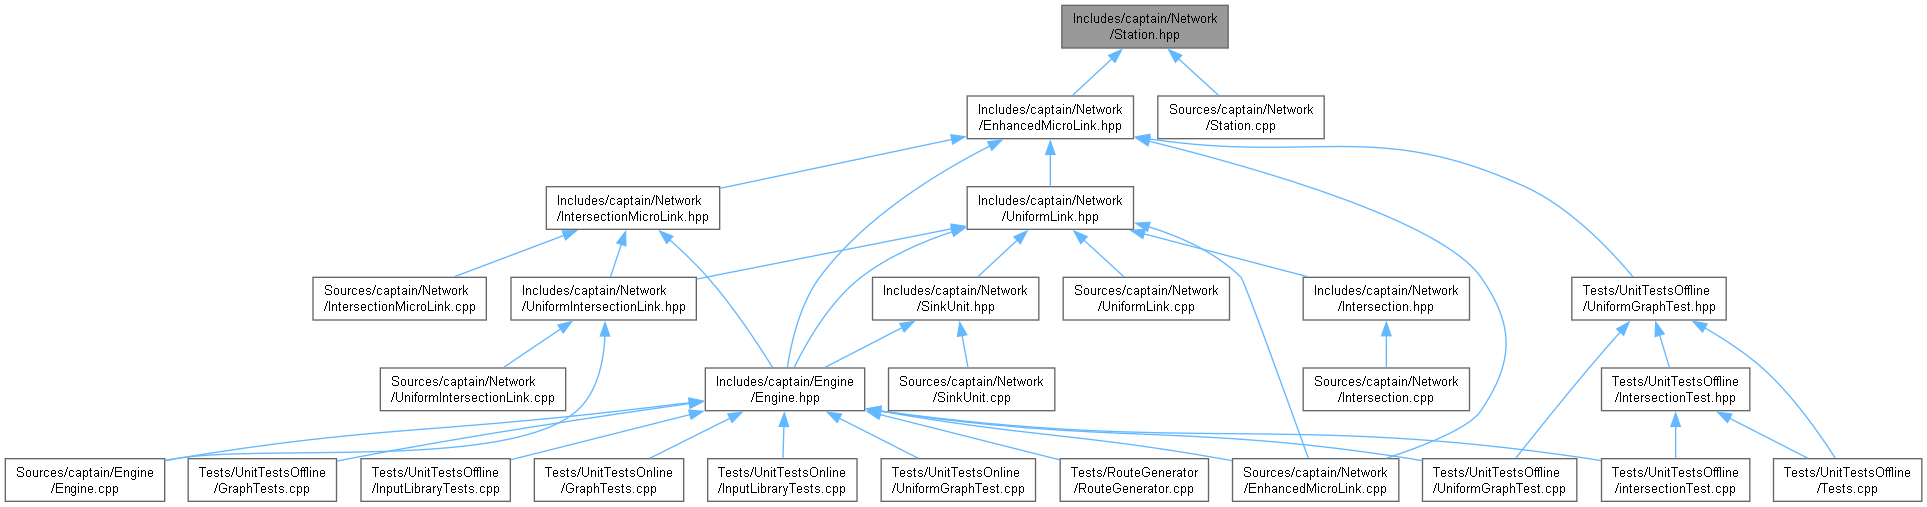 Includes/captain/Network
/Station.hpp
Includes/captain/Network
/EnhancedMicroLink.hpp
Sources/captain/Network
/Station.cpp
Includes/captain/Network
/IntersectionMicroLink.hpp
Includes/captain/Network
/UniformLink.hpp
Sources/captain/Network
/IntersectionMicroLink.cpp
Includes/captain/Network
/UniformIntersectionLink.hpp
Includes/captain/Network
/SinkUnit.hpp
Sources/captain/Network
/UniformLink.cpp
Includes/captain/Network
/Intersection.hpp
Tests/UnitTestsOffline
/UniformGraphTest.hpp
Sources/captain/Network
/UniformIntersectionLink.cpp
Includes/captain/Engine
/Engine.hpp
Sources/captain/Network
/SinkUnit.cpp
Sources/captain/Network
/Intersection.cpp
Tests/UnitTestsOffline
/IntersectionTest.hpp
Sources/captain/Engine
/Engine.cpp
Tests/UnitTestsOffline
/GraphTests.cpp
Tests/UnitTestsOffline
/InputLibraryTests.cpp
Tests/UnitTestsOnline
/GraphTests.cpp
Tests/UnitTestsOnline
/InputLibraryTests.cpp
Tests/UnitTestsOnline
/UniformGraphTest.cpp
Tests/RouteGenerator
/RouteGenerator.cpp
Sources/captain/Network
/EnhancedMicroLink.cpp
Tests/UnitTestsOffline
/UniformGraphTest.cpp
Tests/UnitTestsOffline
/intersectionTest.cpp
Tests/UnitTestsOffline
/Tests.cpp